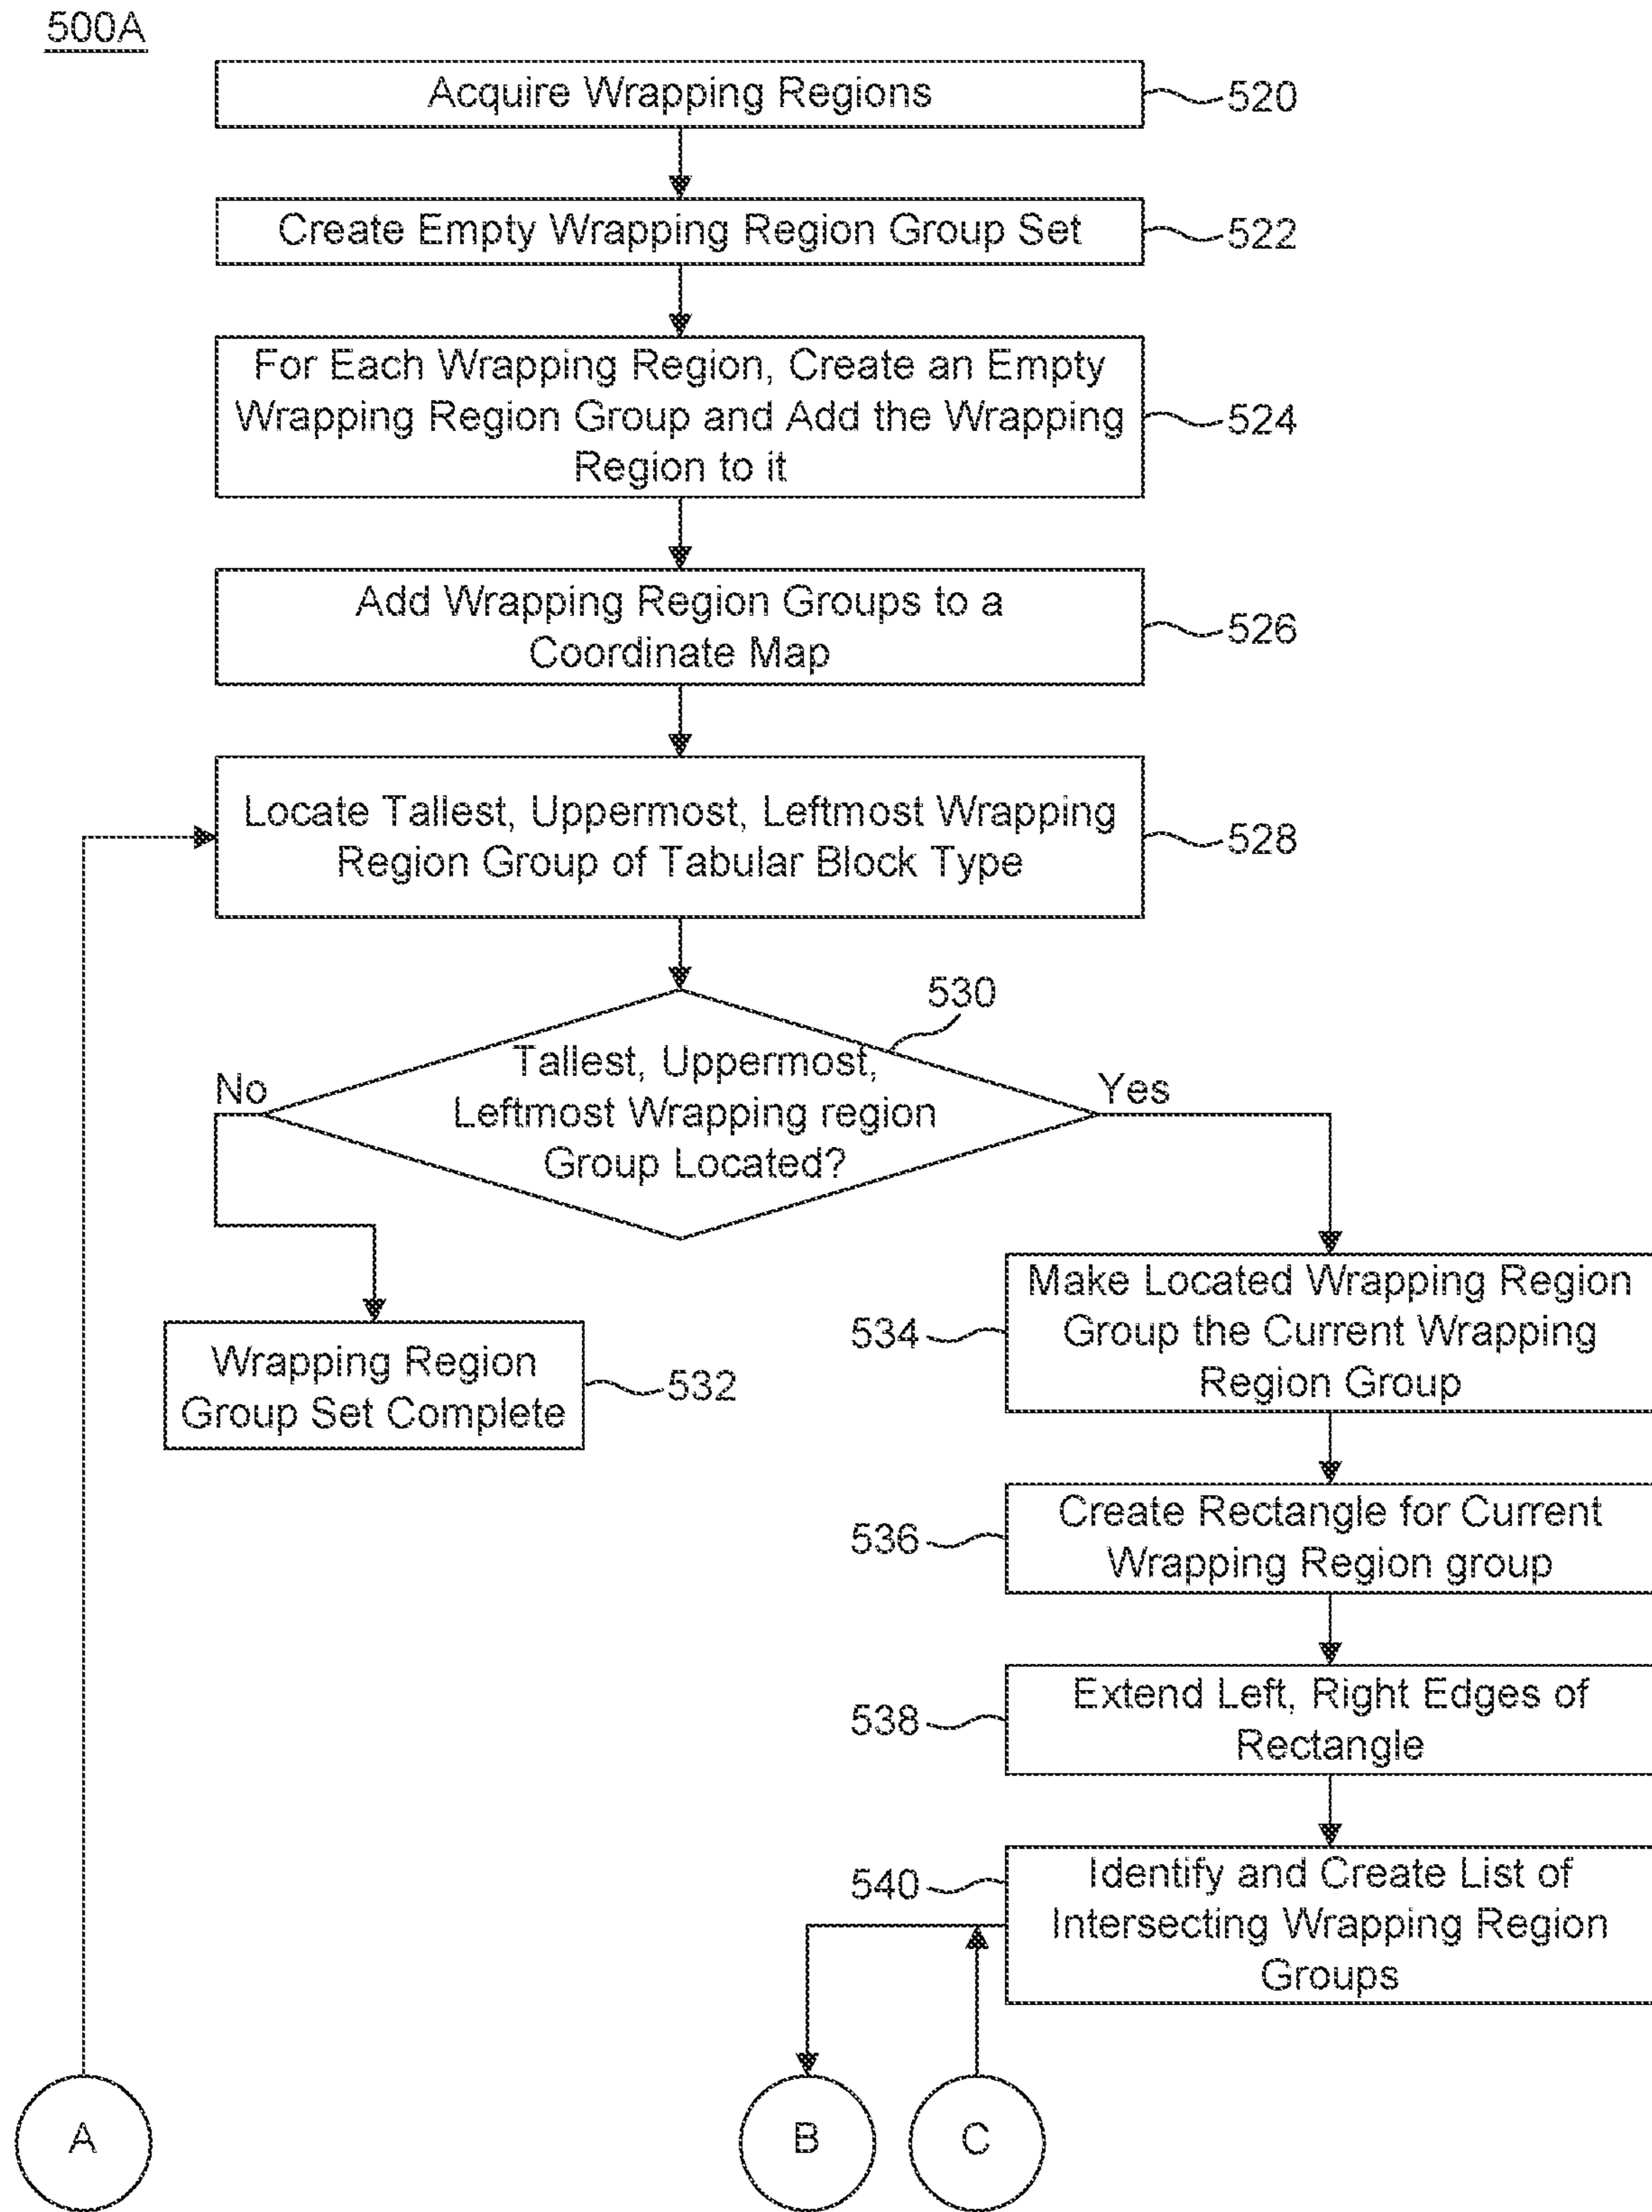 500A
Acquire Wrapping Regions
520
Create Empty Wrapping Region Group Set
522
For Each Wrapping Region, Create an Empty
Wrapping Region Group and Add the Wrapping
Region to it
524
Add Wrapping Region Groups to a
Coordinate Map
526
Locate Tallest, Uppermost, Leftmost Wrapping
Region Group of Tabular Block Type
528
530
Tallest, Uppermost,
Leftmost Wrapping region
Group Located?
No
Yes
Wrapping Region
Group Set Complete
532
Make Located Wrapping Region
Group the Current Wrapping
Region Group
534
Create Rectangle for Current
Wrapping Region group
536
Extend Left, Right Edges of
Rectangle
538
Identify and Create List of
Intersecting Wrapping Region
Groups
540
A
B
C